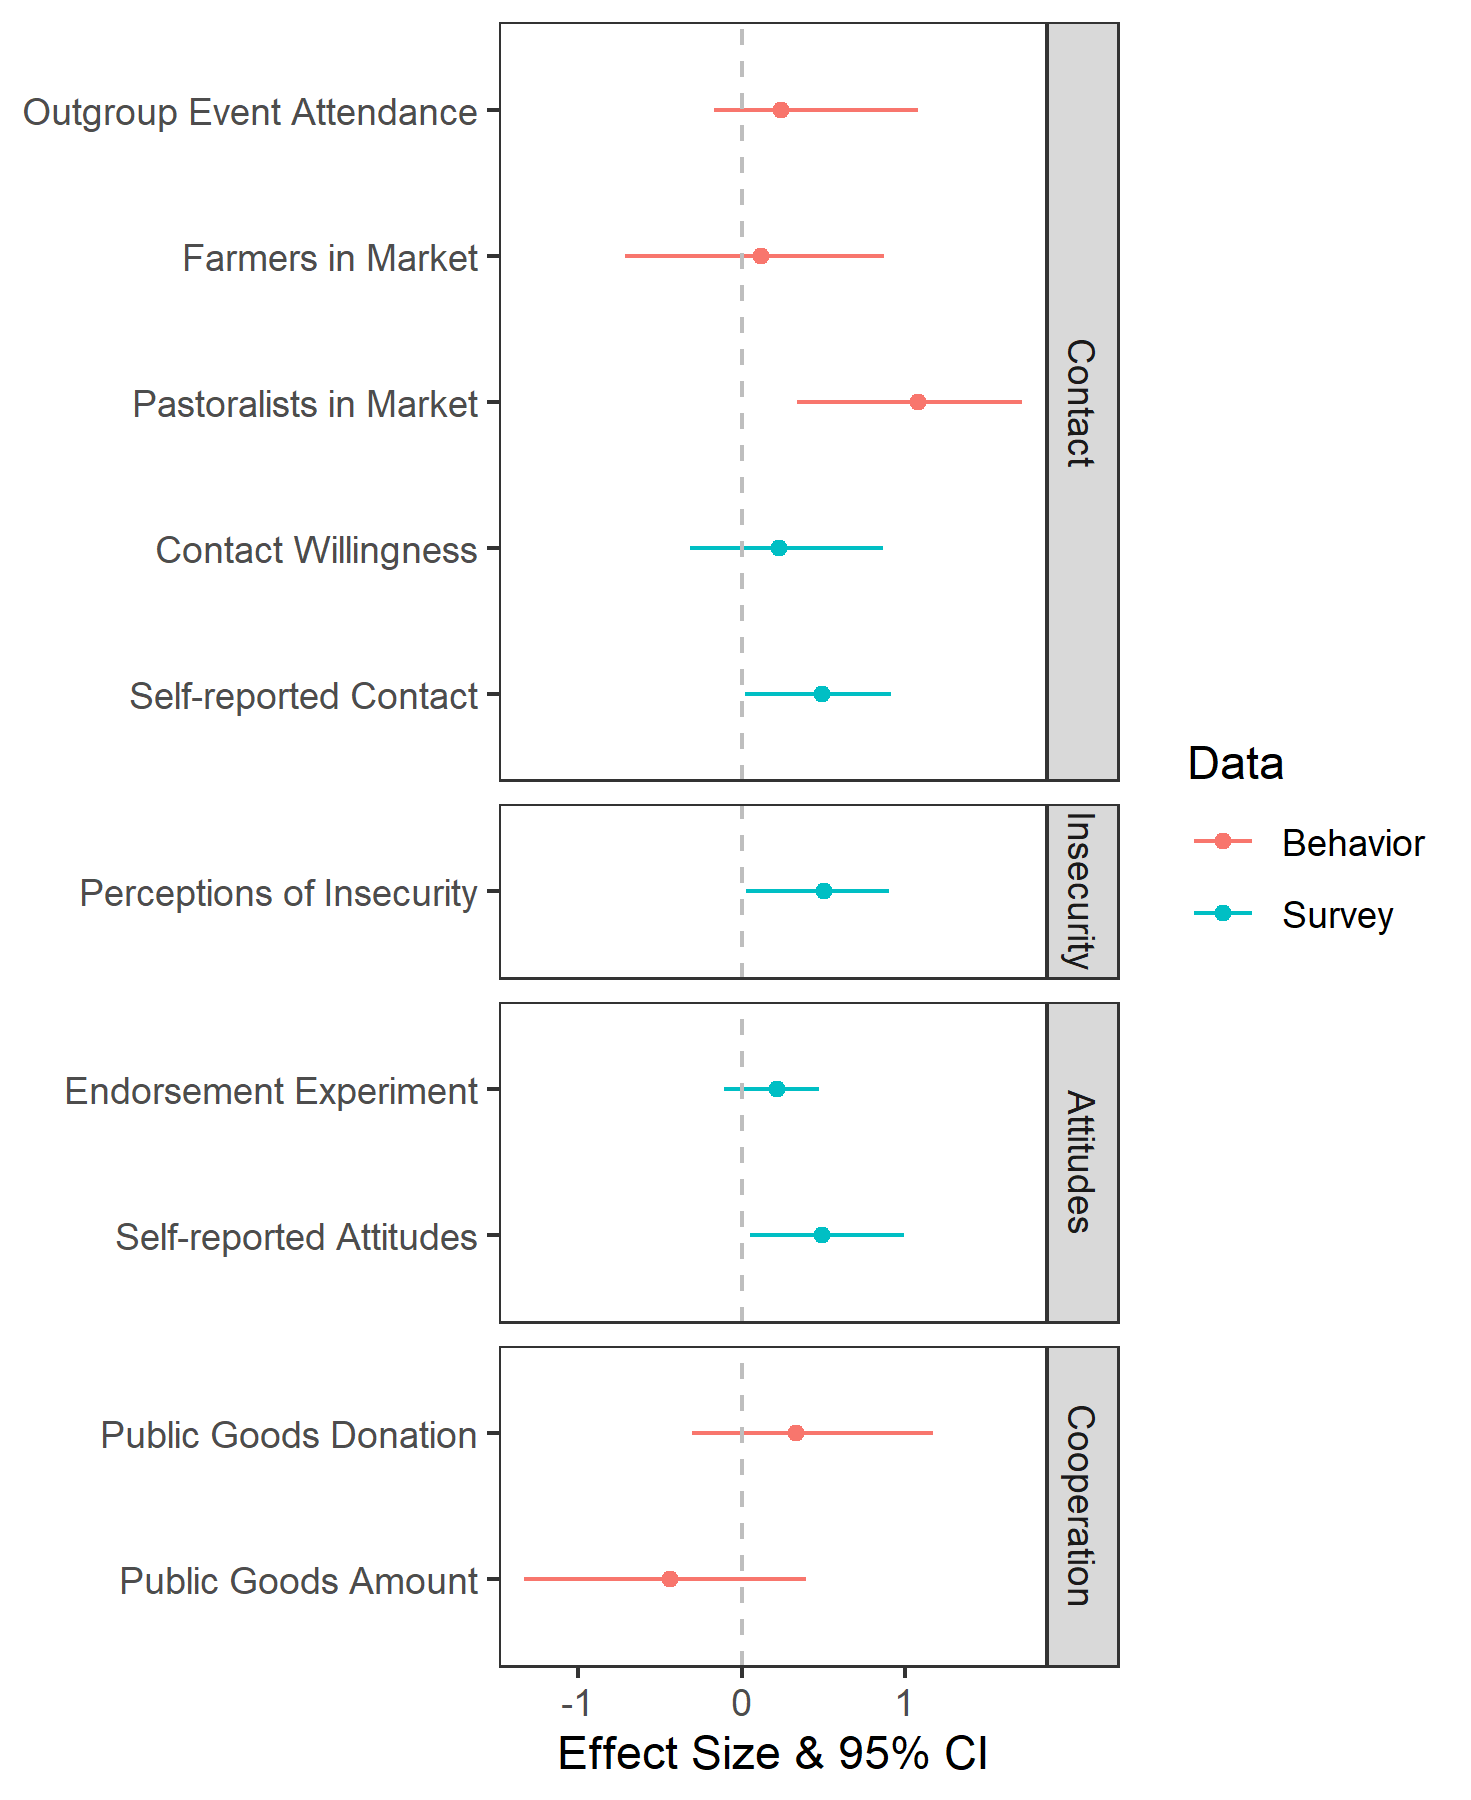 Outgroup Event Attendance
Farmers in Market
Pastoralists in Market
Contact Willingness
Self-reported Contact
Contact
Perceptions of Insecurity
Insecurity
Endorsement Experiment
Self-reported Attitudes
Attitudes
Public Goods Donation
Public Goods Amount
Cooperation
-1 0 1
Effect Size & 95% CI
Data
Behavior
Survey